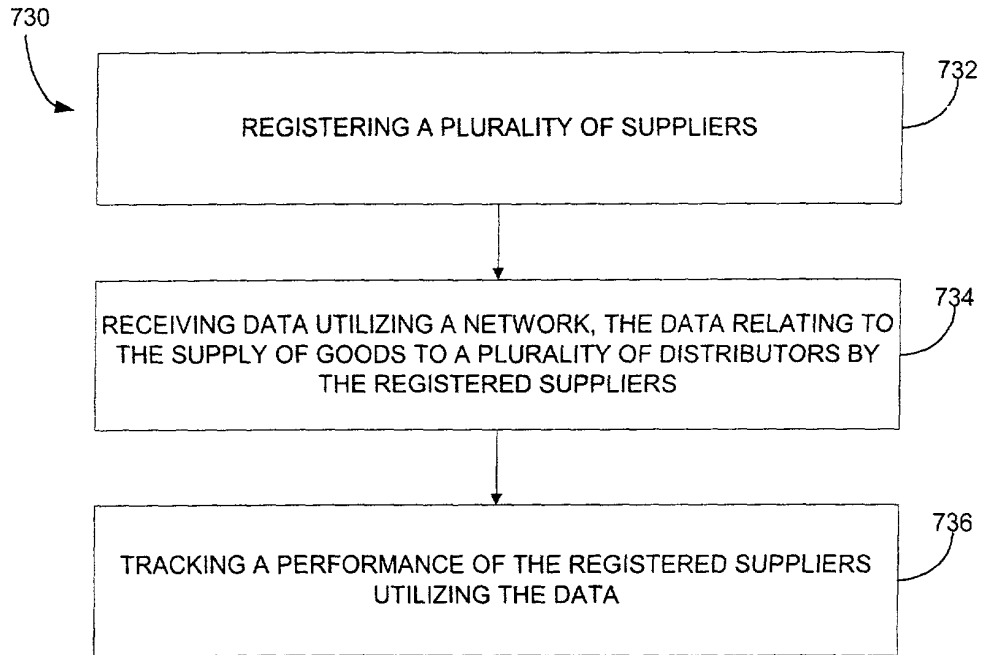 730
732
REGISTERING A PLURALITY OF SUPPLIERS
734
RECEIVING DATA UTILIZING A NETWORK, THE DATA RELATING TO
THE SUPPLY OF GOODS TO A PLURALITY OF DISTRIBUTORS BY
THE REGISTERED SUPPLIERS
736
TRACKING A PERFORMANCE OF THE REGISTERED SUPPLIERS
UTILIZING THE DATA